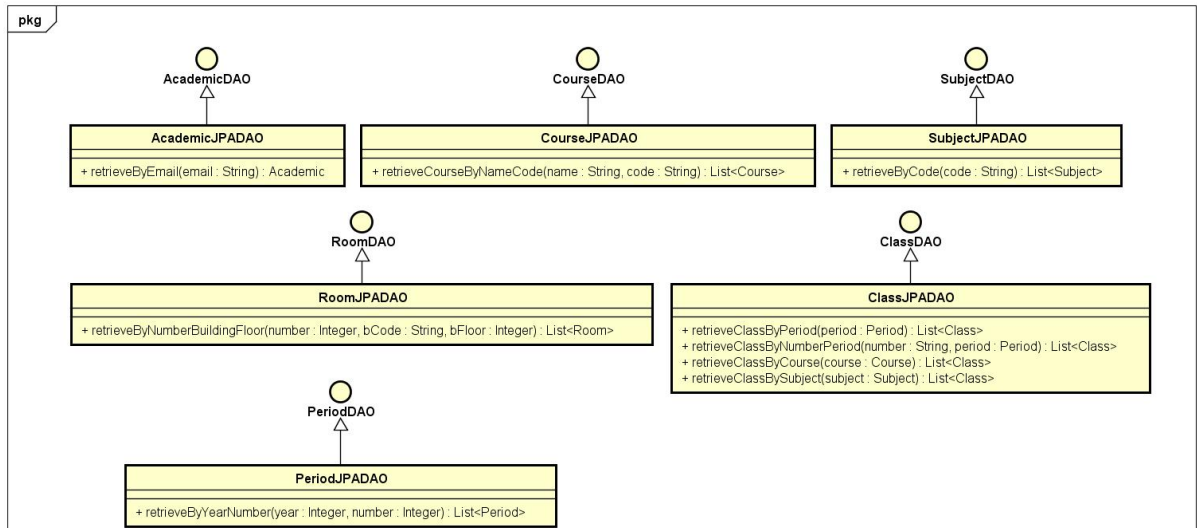 pkg
AcademicDAO
CourseDAO
SubjectDAO
AcademicJPADAO
+ retrieveByEmail(email : String) : Academic
CourseJPADAO
+ retrieveCourseByNameCode(name : String, code : String) : List<Course>
SubjectJPADAO
+ retrieveByCode(code : String) : List<Subject>
RoomDAO
ClassDAO
RoomJPADAO
+ retrieveByNumberBuildingFloor(number : Integer, bCode : String, bFloor : Integer) : List<Room>
ClassJPADAO
+ retrieveClassByPeriod(period : Period) : List<Class>
+ retrieveClassByNumberPeriod(number : String, period : Period) : List<Class>
+ retrieveClassByCourse(course : Course) : List<Class>
+ retrieveClassBySubject(subject : Subject) : List<Class>
PeriodDAO
PeriodJPADAO
+ retrieveByYearNumber(year : Integer, number : Integer) : List<Period>